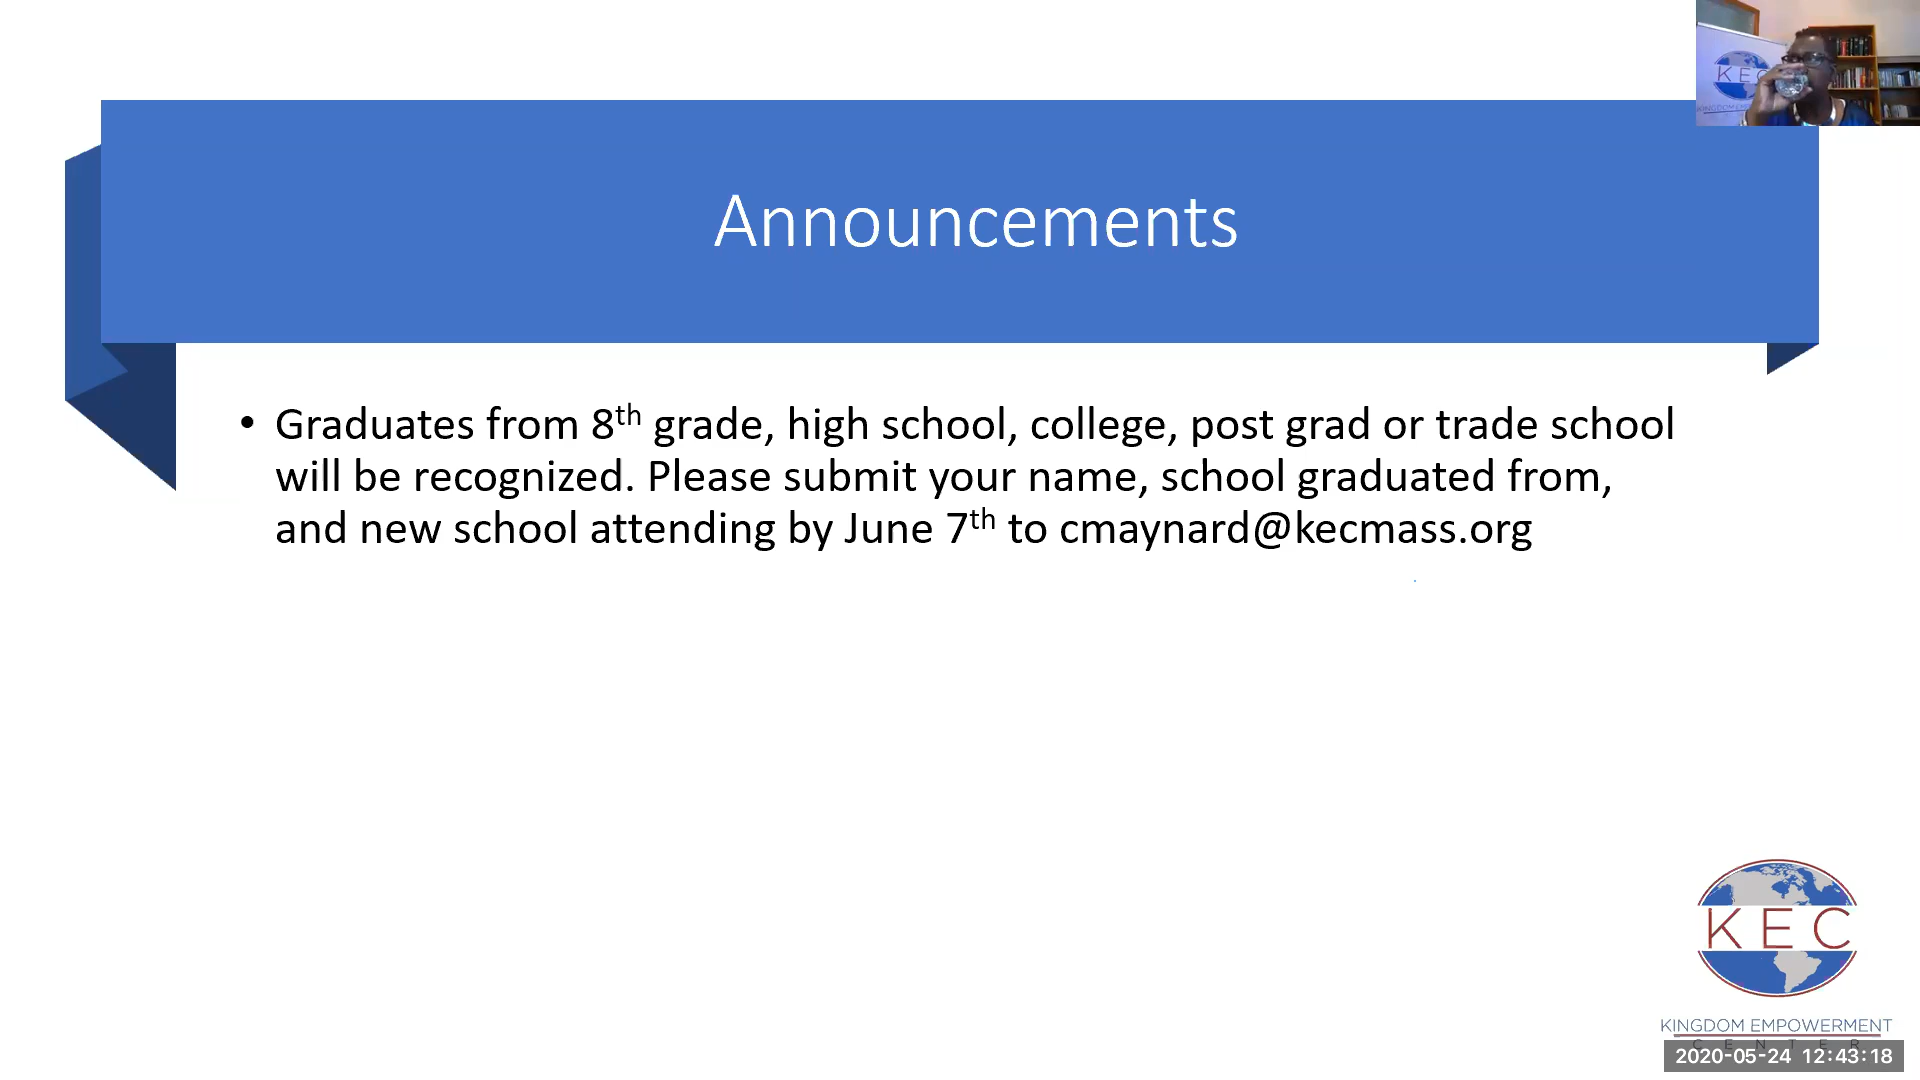 KEC
Announcements
• Graduates from 8th grade, high school, college, post grad or trade school
will be recognized. Please submit your name, school graduated from,
and new school attending by June 7th to cmaynard@kecmass.org
KEC
KINGDOM EMPOWERMENT
CENTER
2020-05-24 12:43:18